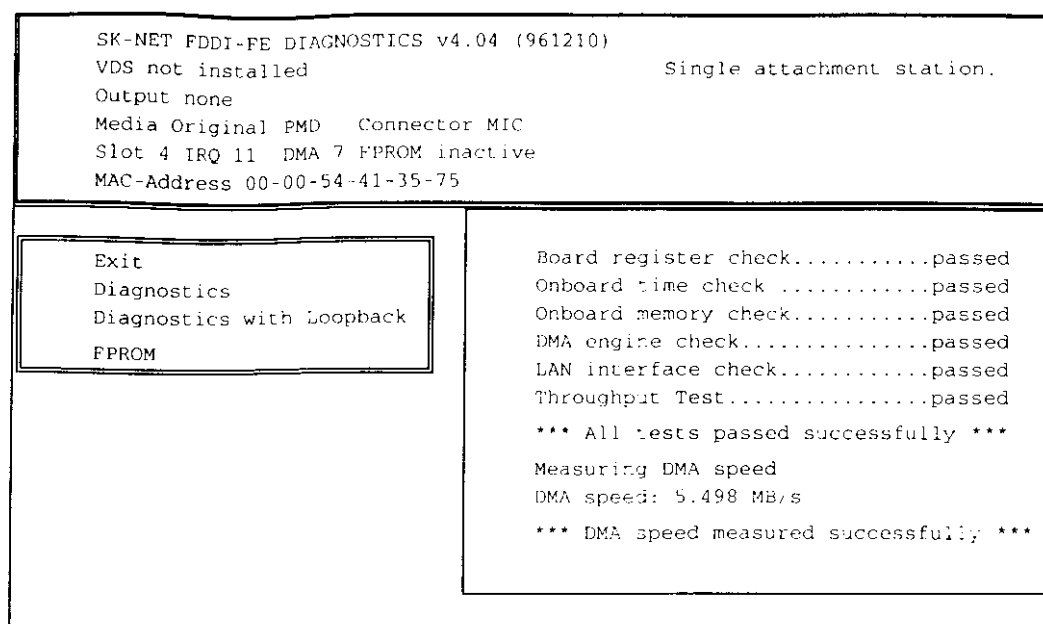 SK-NET FDDI-FE DIAGNOSTICS v4.04 (961210)
VDS not installed Single attachment station.
Output none
Media Original PMD Connector MIC
Slot 4 IRQ 11 DMA 7 FPROM inactive
MAC-Address 00-00-54-41-35-75
Exit
Diagnostics
Diagnostics with Loopback
FPROM
Board register check...........passed
Onboard time check ............passed
Onboard memory check...........passed
DMA engine check...............passed
LAN interface check............passed
Throughput Test................passed
*** All tests passed successfully ***
Measuring DMA speed
DMA speed: 5.498 MB/s
*** DMA speed measured successfully ***